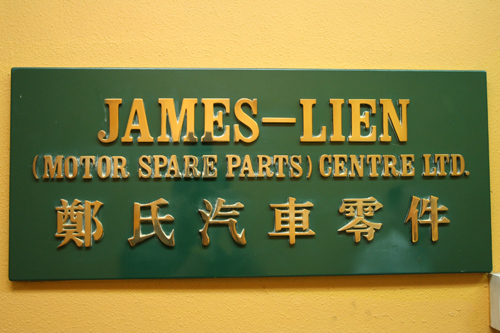 JAMES–LIEN
(MOTOR SPARE PARTS) CENTRE LTD.
鄭氏汽車零件